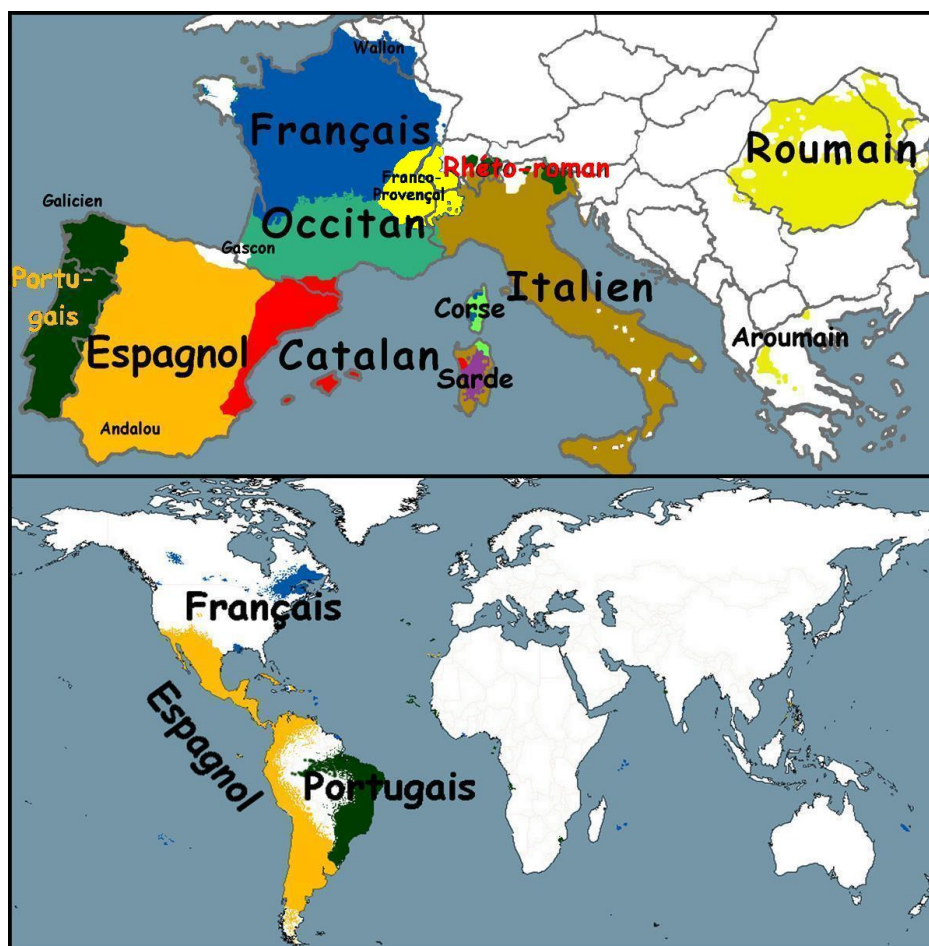 Wallon
Français
Roumain
Rhéto-roman
Franco-
Provençal
Galicien
Occitan
Gascon
Portu-
gais
Italien
Corse
Aroumain
Espagnol
Catalan
Sarde
Andalou
Français
Espagnol
Portugais